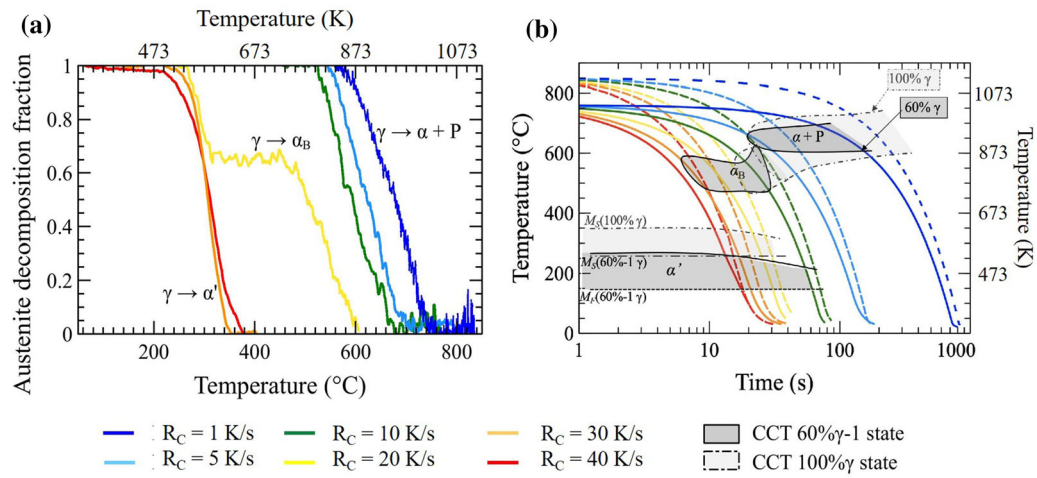 (a)
Temperature (K)
473 673 873 1073
Austenite decomposition fraction
1
0.8
0.6
0.4
0.2
0
γ → α_B
γ → α + P
γ → α'
200 400 600 800
Temperature (°C)
(b)
100% γ
60% γ
α + P
α_B
M_S(100% γ)
M_S(60%-1 γ)
α'
M_f(60%-1 γ)
Temperature (°C)
800
600
400
200
0
1 10 100 1000
Time (s)
1073
873
673
473
Temperature (K)
R_C = 1 K/s
R_C = 5 K/s
R_C = 10 K/s
R_C = 20 K/s
R_C = 30 K/s
R_C = 40 K/s
CCT 60%γ-1 state
CCT 100%γ state